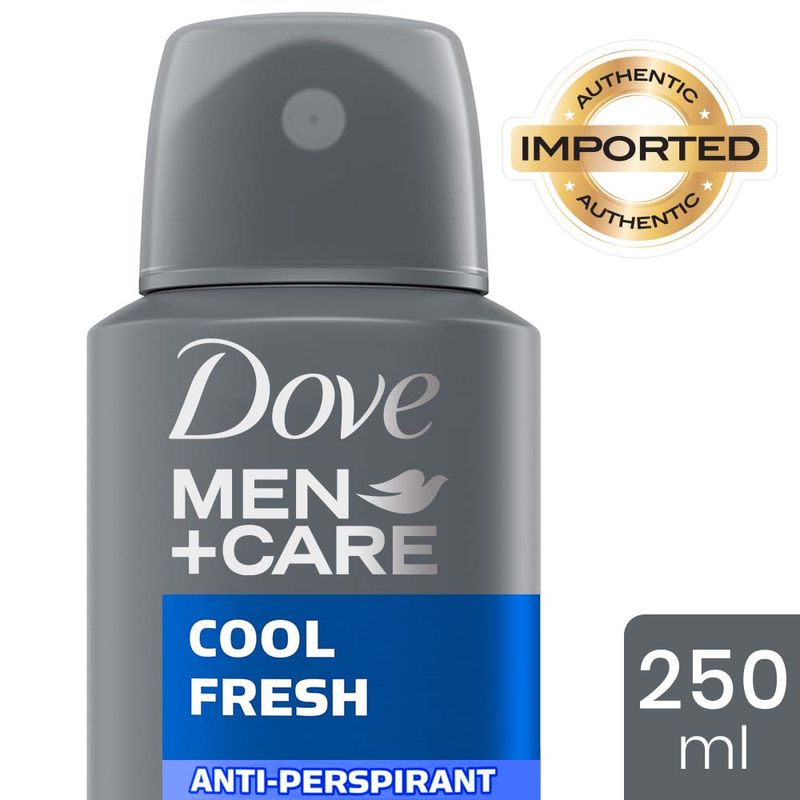 AUTHENTIC
IMPORTED
AUTHENTIC
Dove
MEN
+CARE
COOL
FRESH
ANTI-PERSPIRANT
250
ml